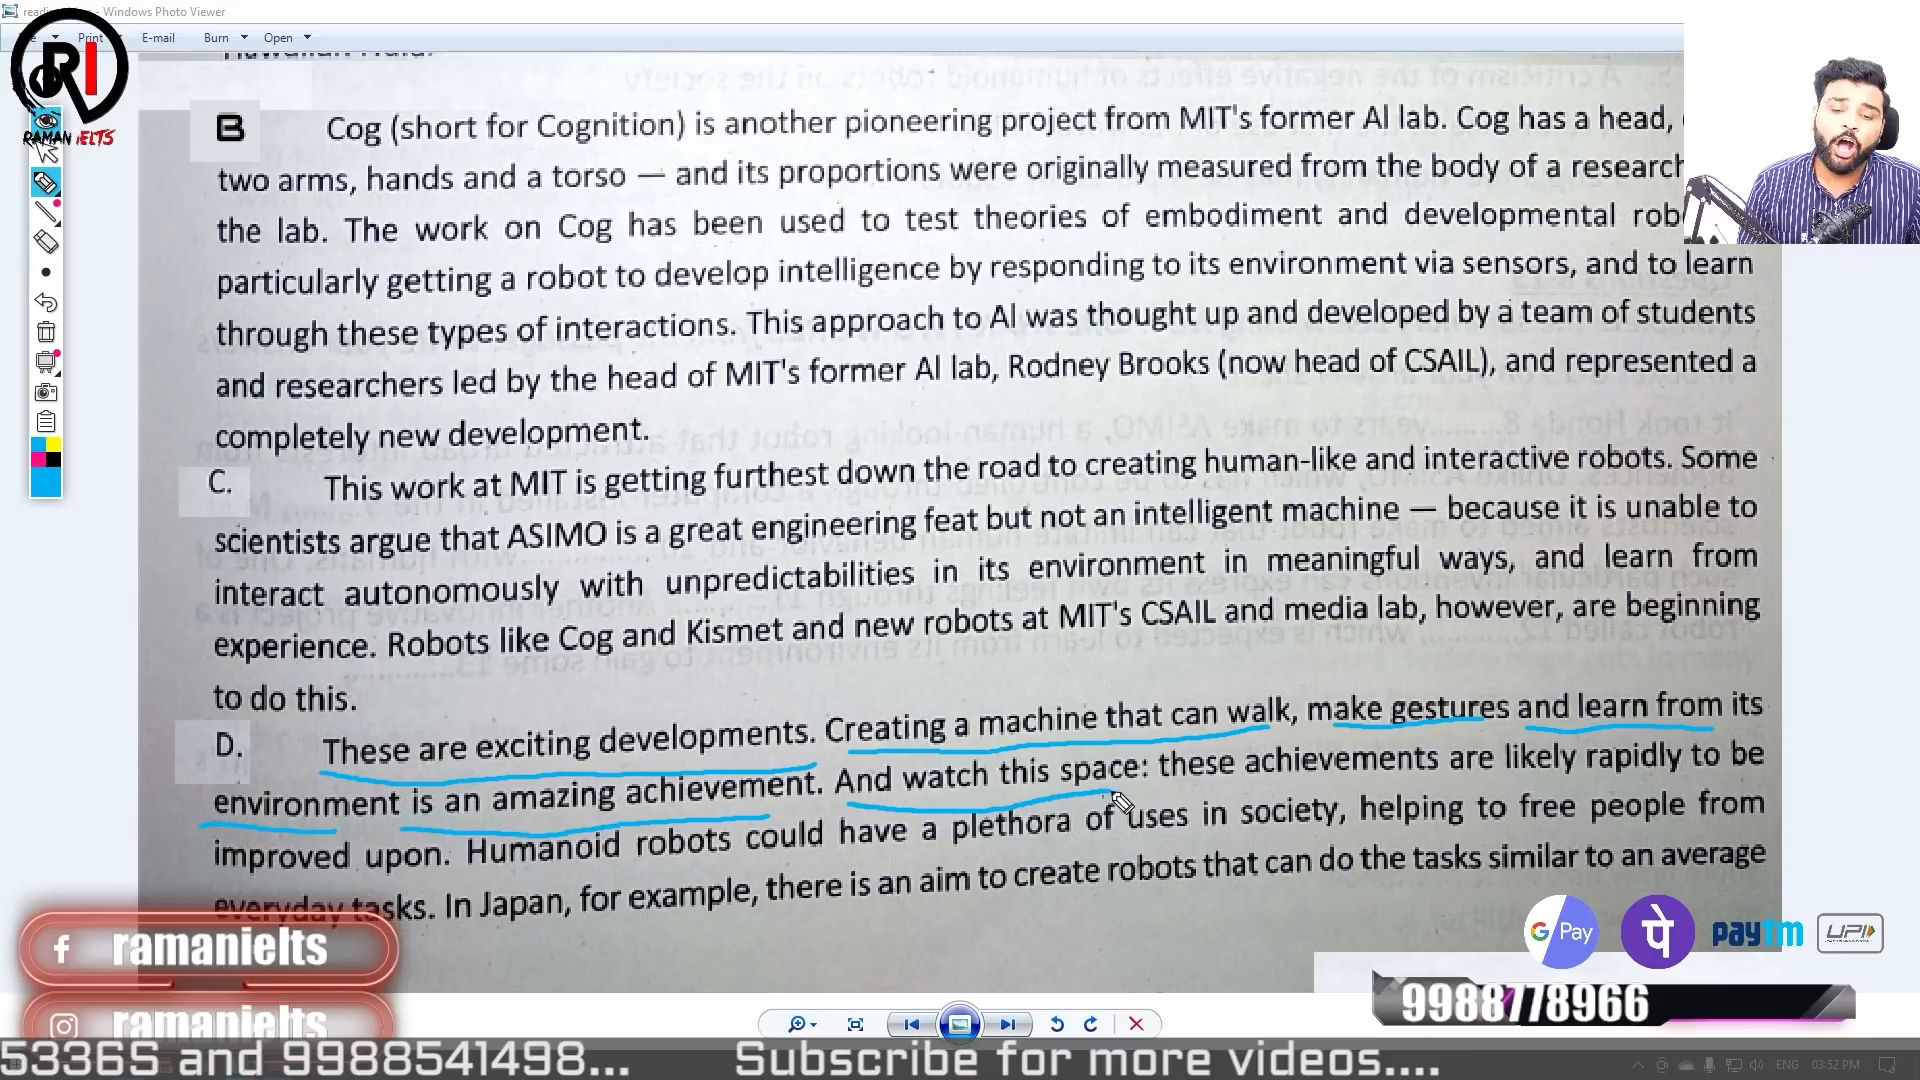 reading - Windows Photo Viewer
Print E-mail Burn Open
RI
RAMAN IELTS
B Cog (short for Cognition) is another pioneering project from MIT's former AI lab. Cog has a head,
two arms, hands and a torso — and its proportions were originally measured from the body of a research
the lab. The work on Cog has been used to test theories of embodiment and developmental
particularly getting a robot to develop intelligence by responding to its environment via sensors, and to learn
through these types of interactions. This approach to AI was thought up and developed by a team of students
and researchers led by the head of MIT's former AI lab, Rodney Brooks (now head of CSAIL), and represented a
completely new development.
C. This work at MIT is getting furthest down the road to creating human-like and interactive robots. Some
scientists argue that ASIMO is a great engineering feat but not an intelligent machine — because it is unable to
interact autonomously with unpredictabilities in its environment in meaningful ways, and learn from
experience. Robots like Cog and Kismet and new robots at MIT's CSAIL and media lab, however, are beginning
to do this.
D. These are exciting developments. Creating a machine that can walk, make gestures and learn from its
environment is an amazing achievement. And watch this space: these achievements are likely rapidly to be
improved upon. Humanoid robots could have a plethora of uses in society, helping to free people from
everyday tasks. In Japan, for example, there is an aim to create robots that can do the tasks similar to an average
ramanielts
G Pay पे paytm UPI
9988778966
ramanielts
5336S and 9988541498... Subscribe for more videos....
ENG 03:52 PM